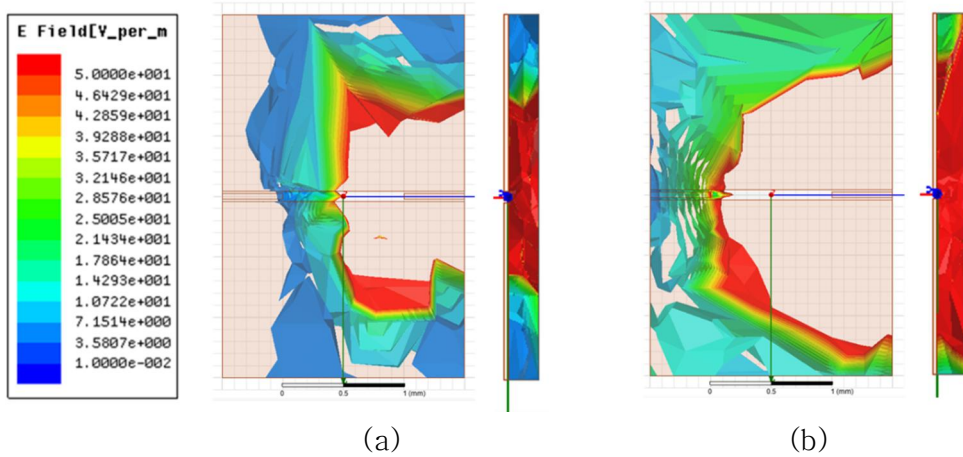 E Field[V_per_m
5.0000e+001
4.6429e+001
4.2859e+001
3.9288e+001
3.5717e+001
3.2146e+001
2.8576e+001
2.5005e+001
2.1434e+001
1.7864e+001
1.4293e+001
1.0722e+001
7.1514e+000
3.5807e+000
1.0000e-002
0 0.5 1 (mm)
0 0.5 1 (mm)
(a) (b)